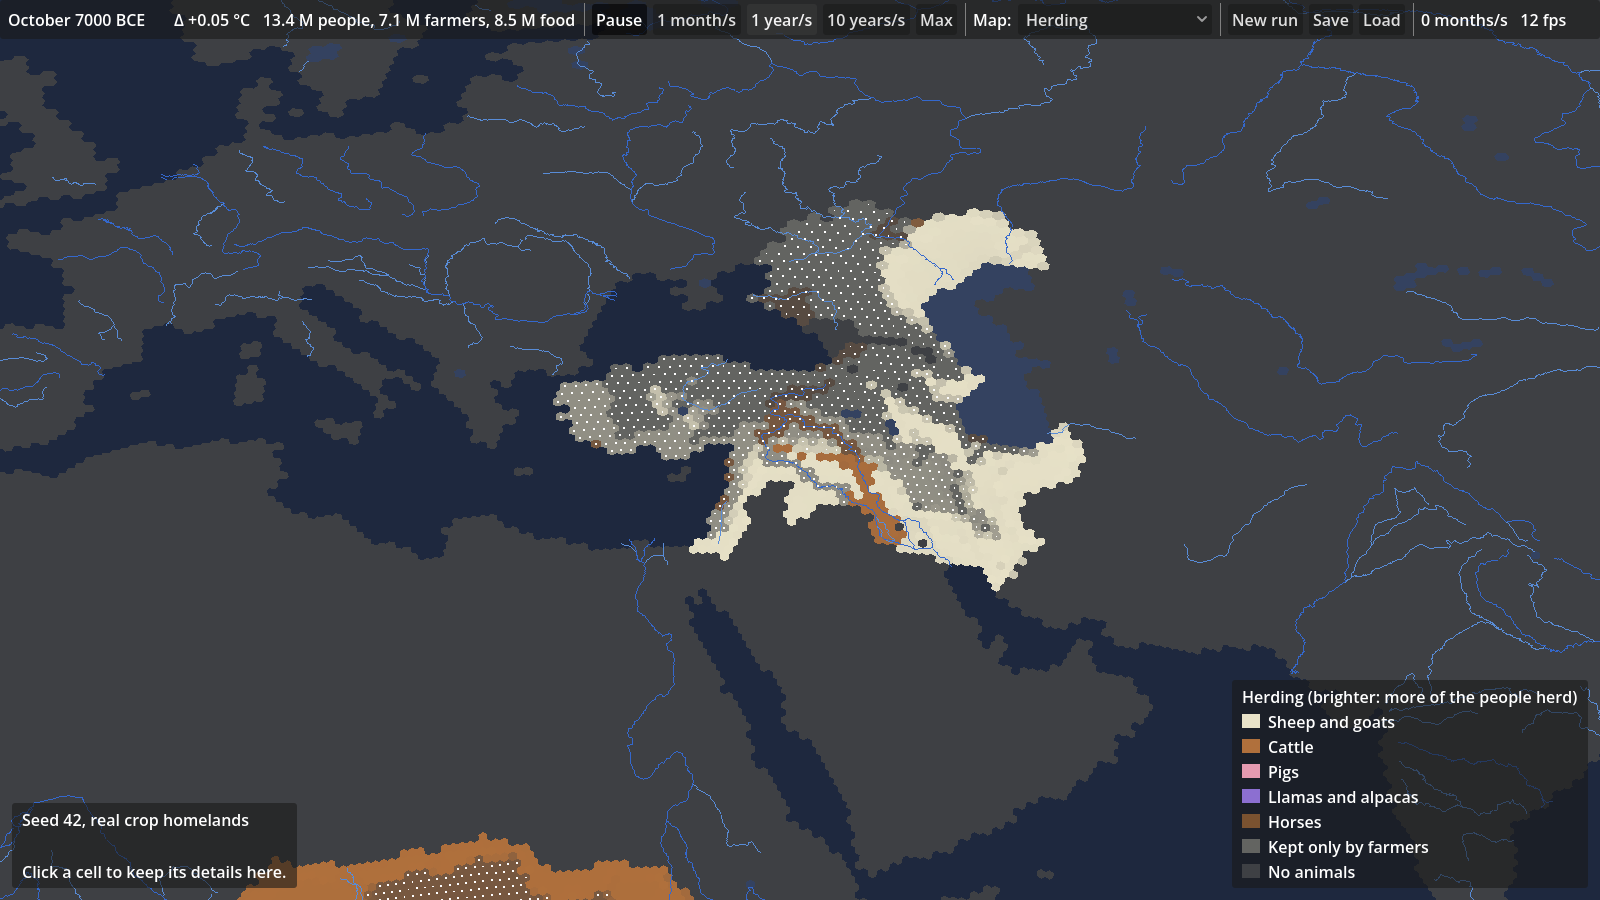 October 7000 BCE Δ +0.05 °C 13.4 M people, 7.1 M farmers, 8.5 M food Pause 1 month/s 1 year/s 10 years/s Max Map: Herding New run Save Load 0 months/s 12 fps
Herding (brighter: more of the people herd)
Sheep and goats
Cattle
Pigs
Llamas and alpacas
Horses
Kept only by farmers
No animals
Seed 42, real crop homelands
Click a cell to keep its details here.